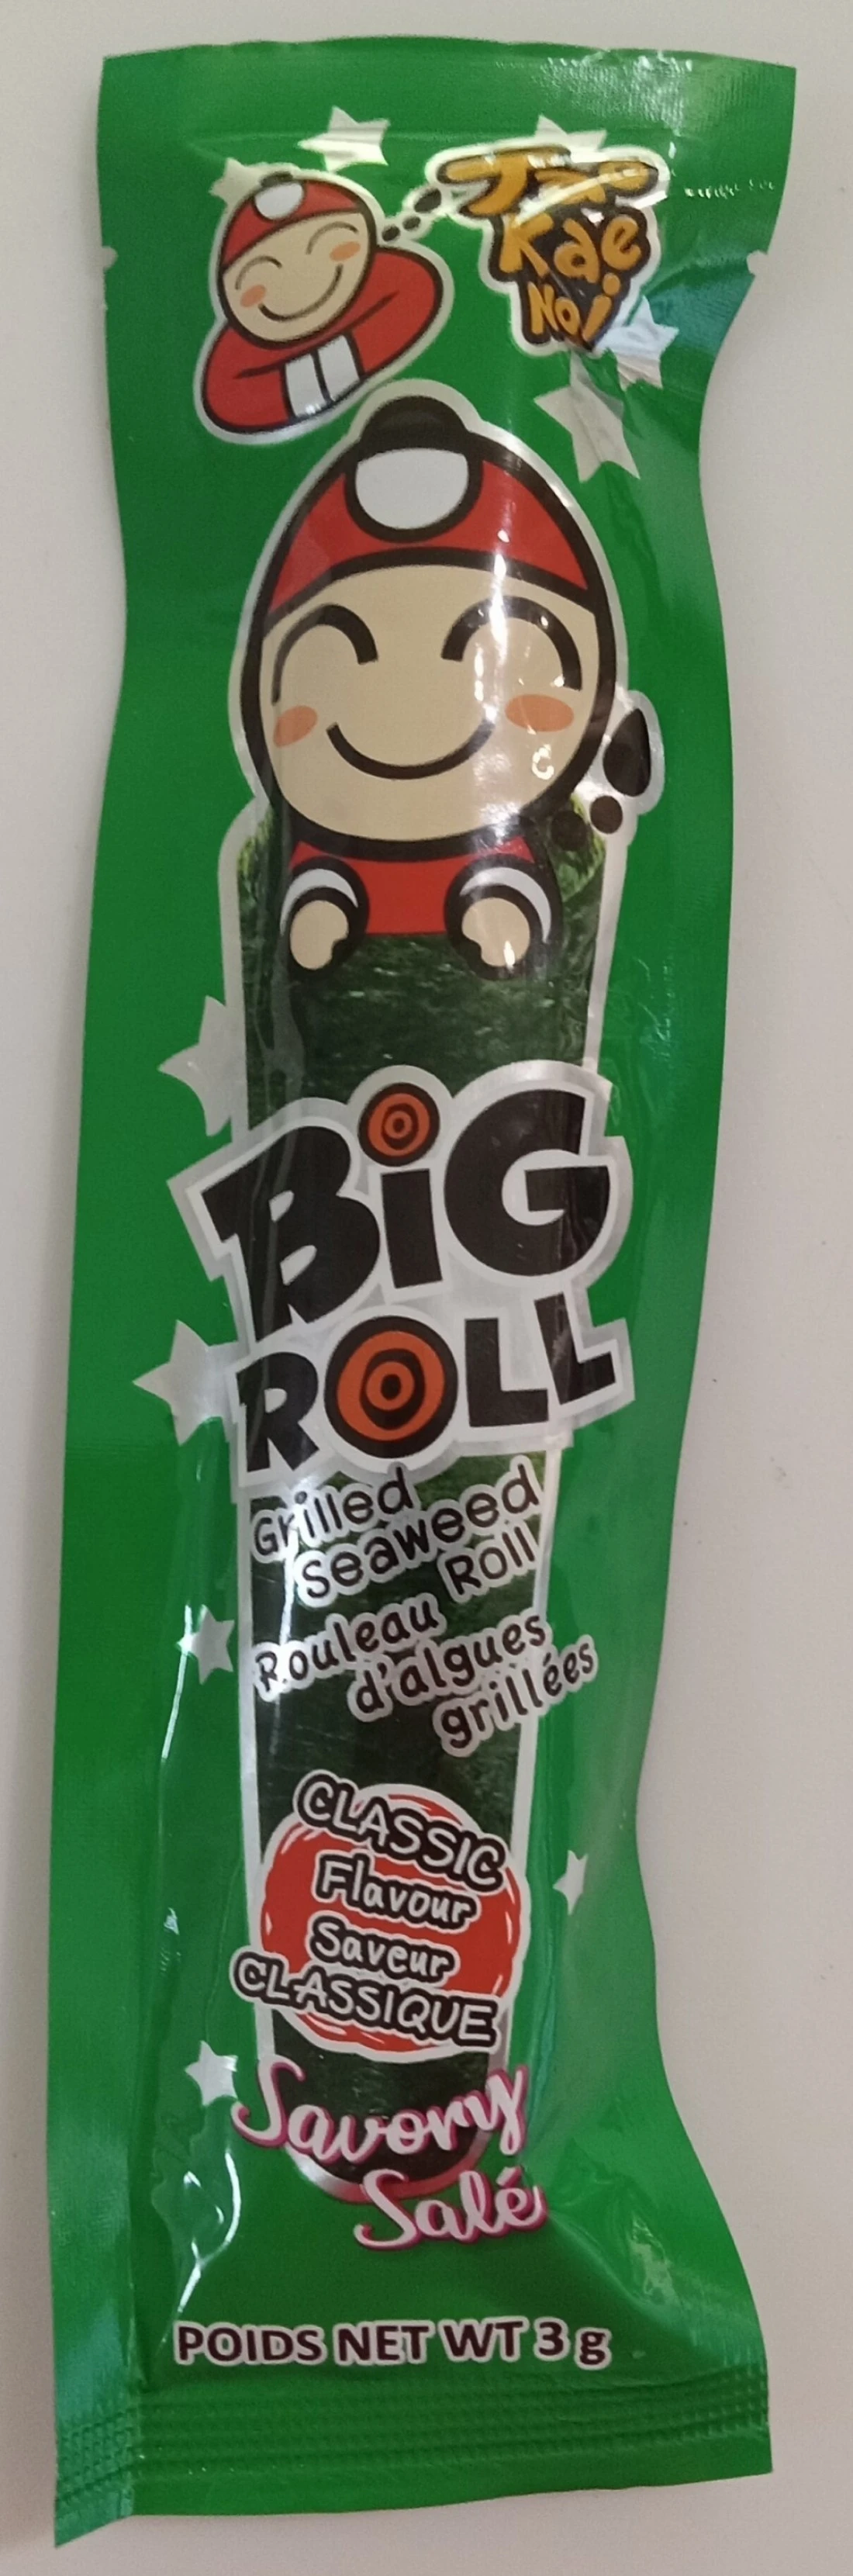 Tao
Kae
Noi
BiG
ROLL
Grilled
Seaweed
Roll
Rouleau
d'algues
grillées
CLASSIC
Flavour
Saveur
CLASSIQUE
Savory
Salé
POIDS NET WT 3 g